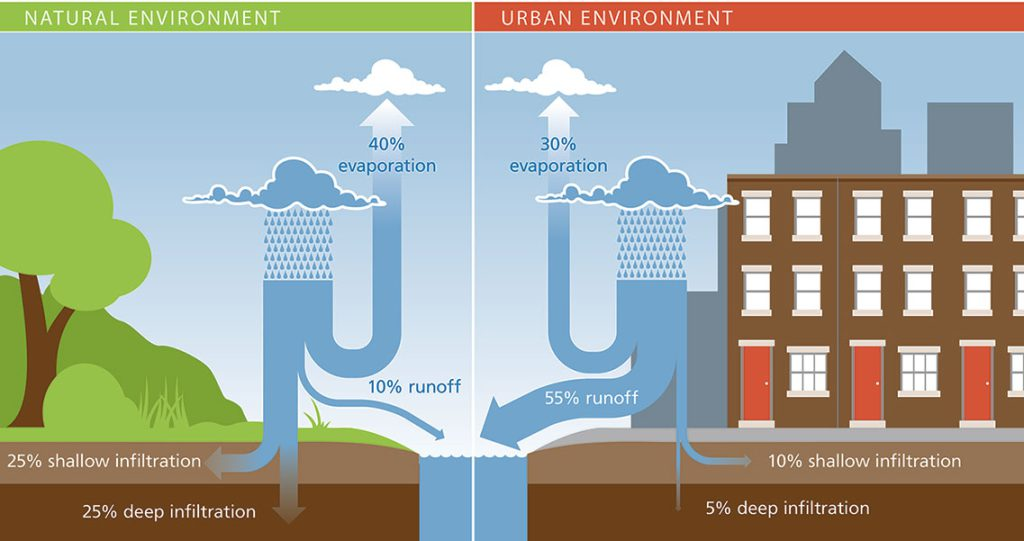 NATURAL ENVIRONMENT
40%
evaporation
10% runoff
25% shallow infiltration
25% deep infiltration
URBAN ENVIRONMENT
30%
evaporation
55% runoff
10% shallow infiltration
5% deep infiltration